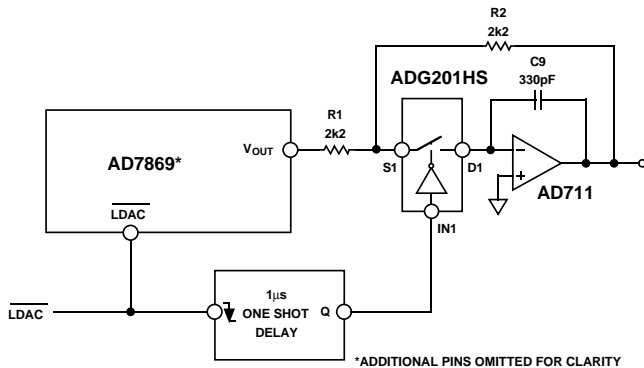 R2
2k2
C9
330pF
ADG201HS
R1
2k2
VOUT
AD7869*
S1
D1
–
+
AD711
LDAC
IN1
LDAC
1μs
ONE SHOT
DELAY
Q
*ADDITIONAL PINS OMITTED FOR CLARITY